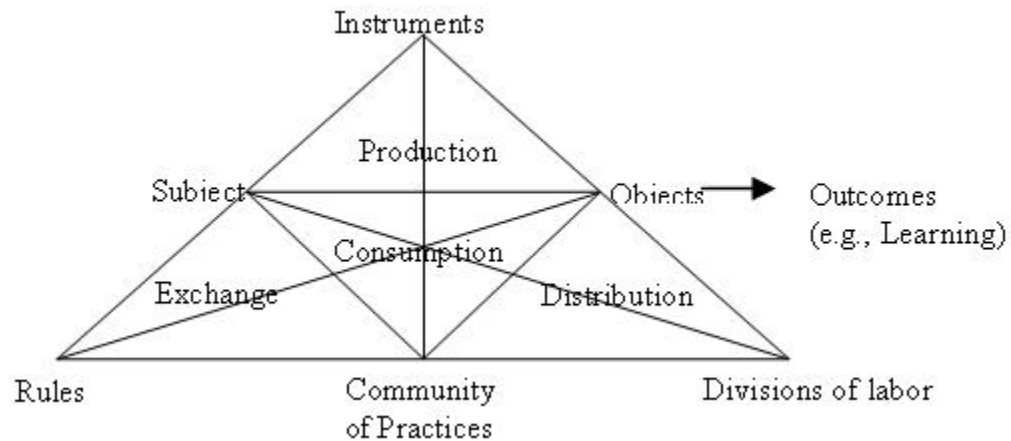 Instruments
Production
Subject
Objects
Outcomes
(e.g., Learning)
Consumption
Exchange
Distribution
Rules
Community
of Practices
Divisions of labor